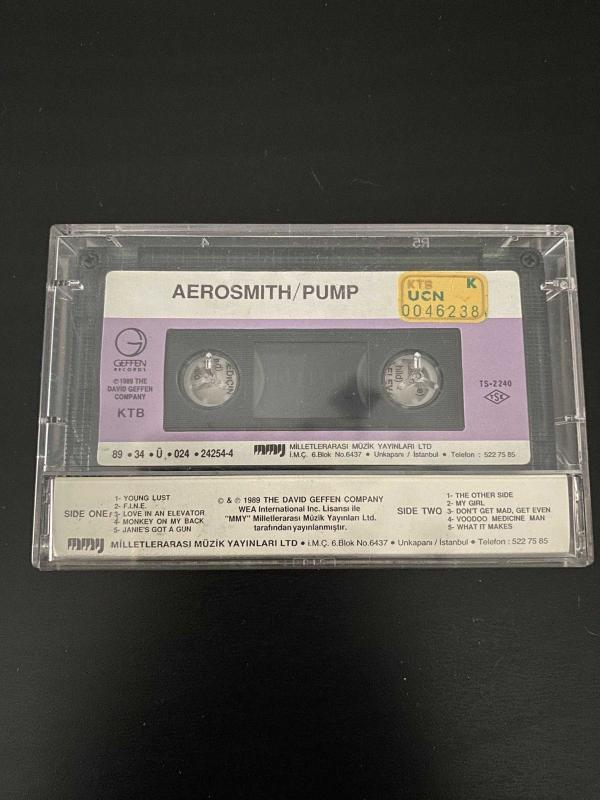 AEROSMITH/PUMP
KTB
K
UCN
0046238
G
GEFFEN
RECORDS
℗ 1989 THE
DAVID GEFFEN
COMPANY
KTB
TS-2240
TSE
89 • 34 • Ü • 024 • 24254-4
mmy MİLLETLERARASI MÜZİK YAYINLARI LTD
İ.M.Ç. 6.Blok No.6437 • Unkapanı / İstanbul • Telefon : 522 75 85
SIDE ONE
1- YOUNG LUST
2- F.I.N.E.
3- LOVE IN AN ELEVATOR
4- MONKEY ON MY BACK
5- JANIE'S GOT A GUN
© & ℗ 1989 THE DAVID GEFFEN COMPANY
WEA International Inc. Lisansı ile
"MMY" Milletlerarası Müzik Yayınları Ltd.
tarafından yayınlanmıştır.
SIDE TWO
1- THE OTHER SIDE
2- MY GIRL
3- DON'T GET MAD, GET EVEN
4- VOODOO MEDICINE MAN
5- WHAT IT MAKES
mmy MİLLETLERARASI MÜZİK YAYINLARI LTD • İ.M.Ç. 6.Blok No.6437 • Unkapanı / İstanbul • Telefon : 522 75 85